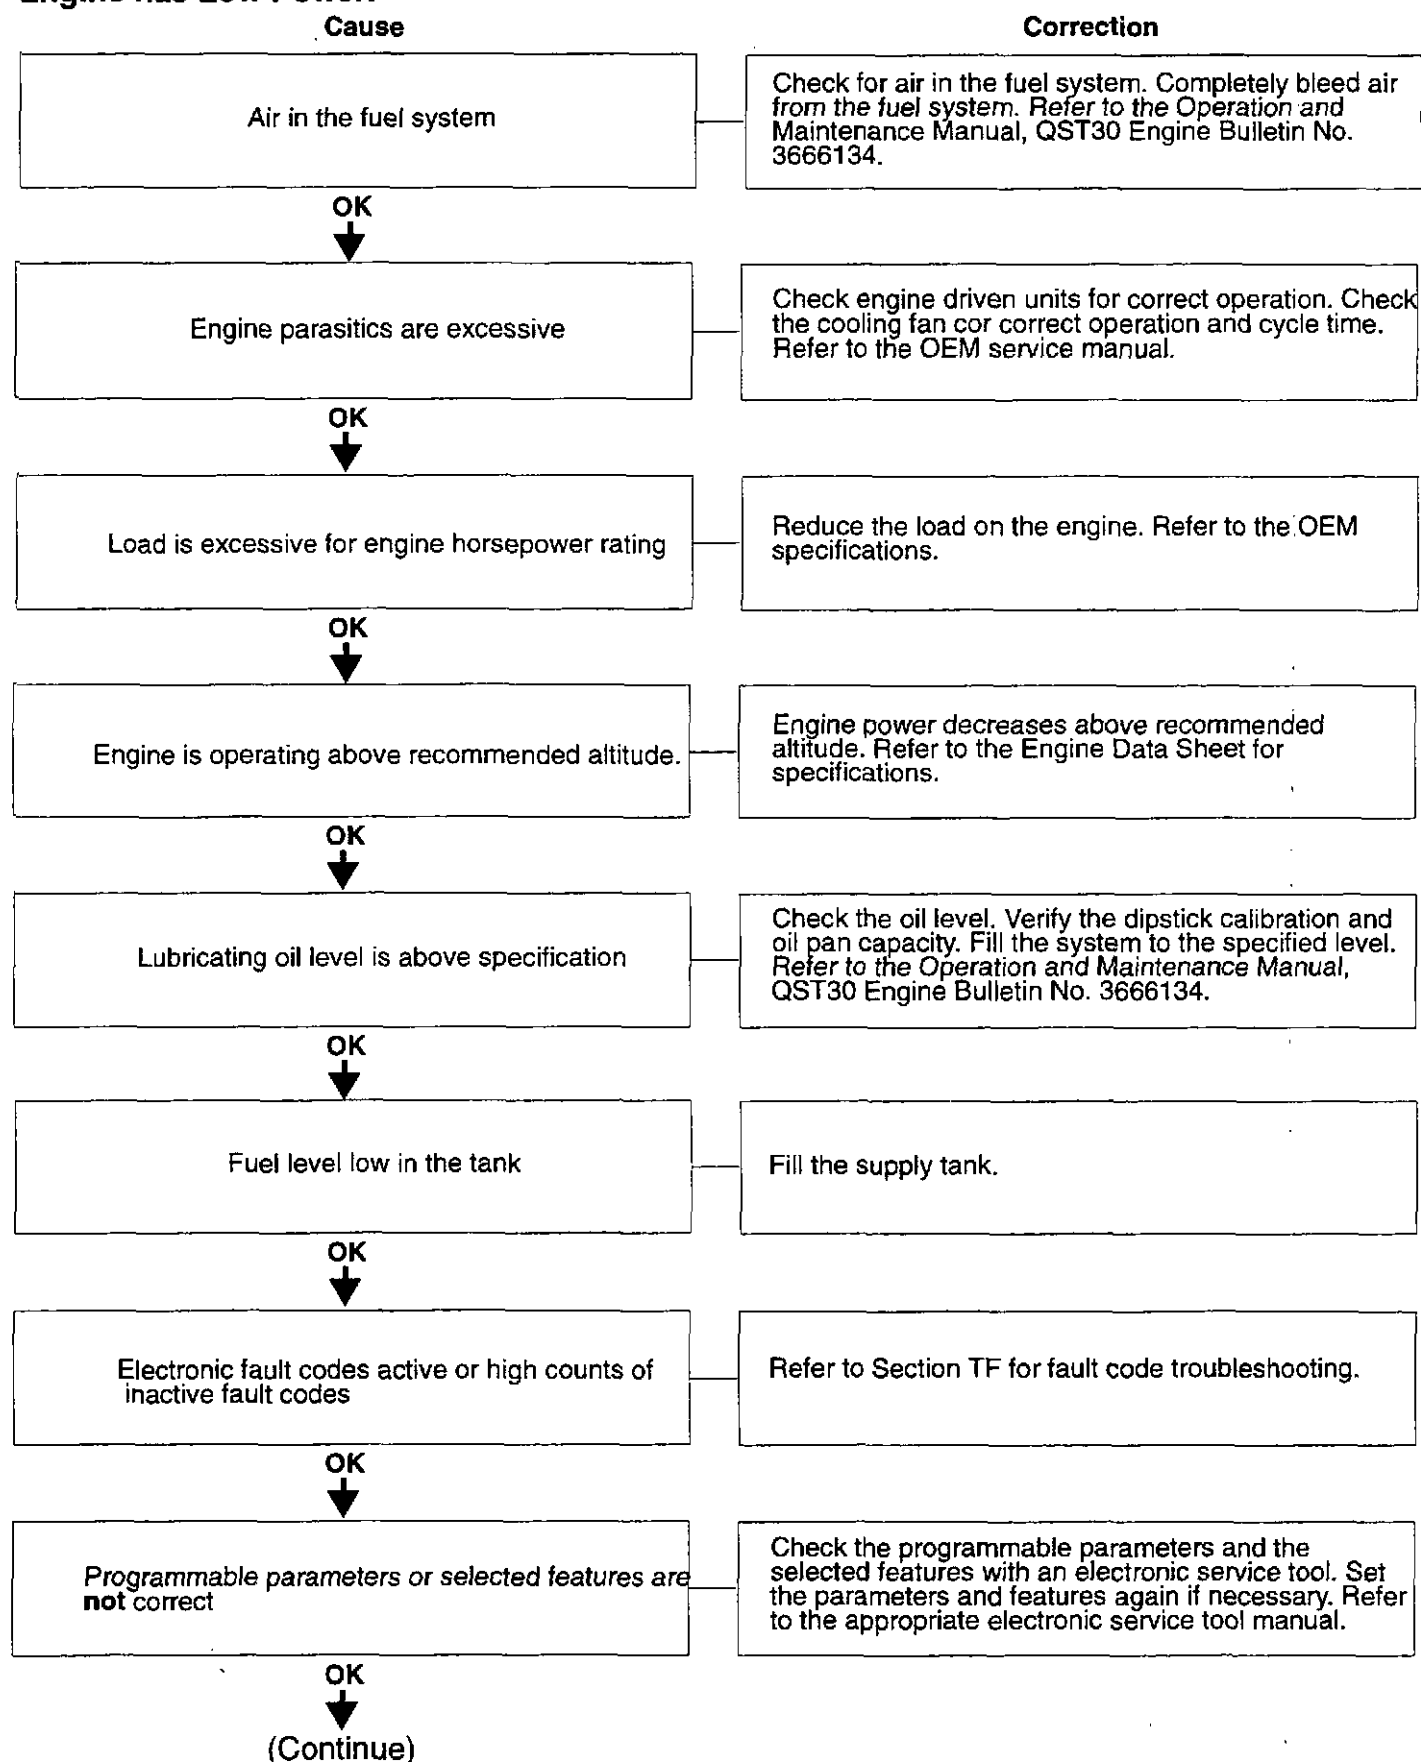 Cause
Correction
Air in the fuel system
Check for air in the fuel system. Completely bleed air
from the fuel system. Refer to the Operation and
Maintenance Manual, QST30 Engine Bulletin No.
3666134.
OK
Engine parasitics are excessive
Check engine driven units for correct operation. Check
the cooling fan cor correct operation and cycle time.
Refer to the OEM service manual.
OK
Load is excessive for engine horsepower rating
Reduce the load on the engine. Refer to the OEM
specifications.
OK
Engine is operating above recommended altitude.
Engine power decreases above recommended
altitude. Refer to the Engine Data Sheet for
specifications.
OK
Lubricating oil level is above specification
Check the oil level. Verify the dipstick calibration and
oil pan capacity. Fill the system to the specified level.
Refer to the Operation and Maintenance Manual,
QST30 Engine Bulletin No. 3666134.
OK
Fuel level low in the tank
Fill the supply tank.
OK
Electronic fault codes active or high counts of
inactive fault codes
Refer to Section TF for fault code troubleshooting.
OK
Programmable parameters or selected features are
not correct
Check the programmable parameters and the
selected features with an electronic service tool. Set
the parameters and features again if necessary. Refer
to the appropriate electronic service tool manual.
OK
(Continue)